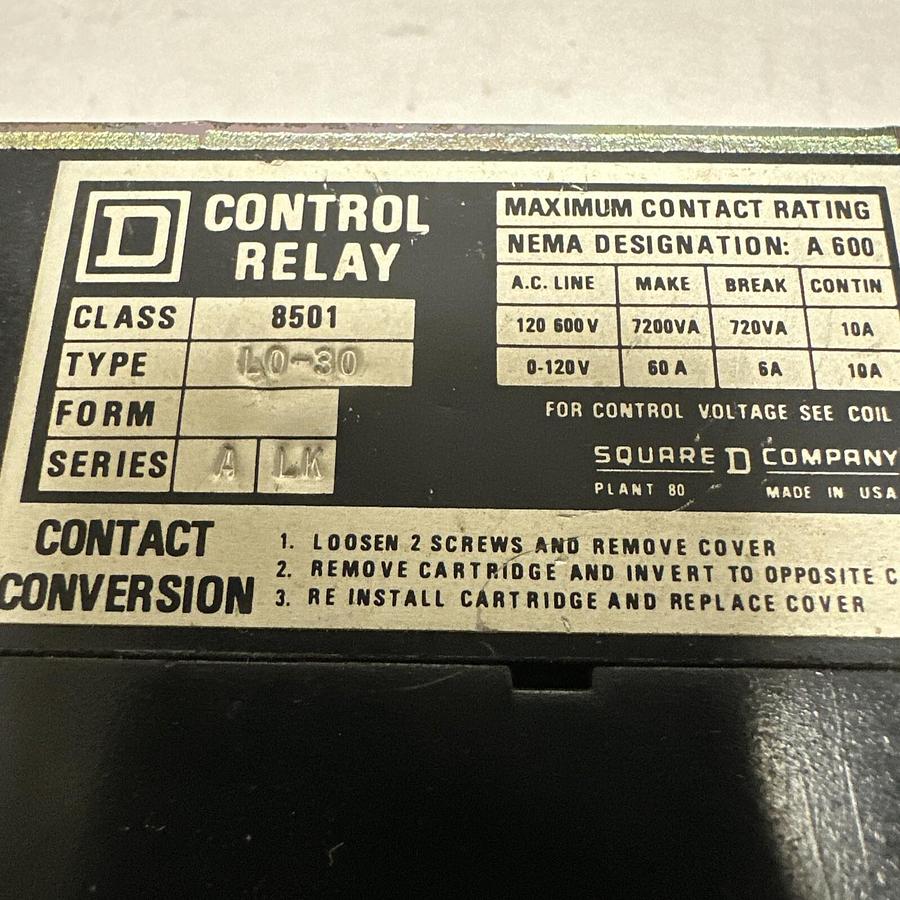 D CONTROL
RELAY
CLASS 8501
TYPE LO-30
FORM
SERIES A LK
MAXIMUM CONTACT RATING
NEMA DESIGNATION: A 600
A.C. LINE MAKE BREAK CONTIN
120 600 V 7200VA 720VA 10A
0-120 V 60 A 6A 10A
FOR CONTROL VOLTAGE SEE COIL
SQUARE D COMPANY
PLANT 80 MADE IN USA
CONTACT
CONVERSION
1. LOOSEN 2 SCREWS AND REMOVE COVER
2. REMOVE CARTRIDGE AND INVERT TO OPPOSITE C
3. RE INSTALL CARTRIDGE AND REPLACE COVER